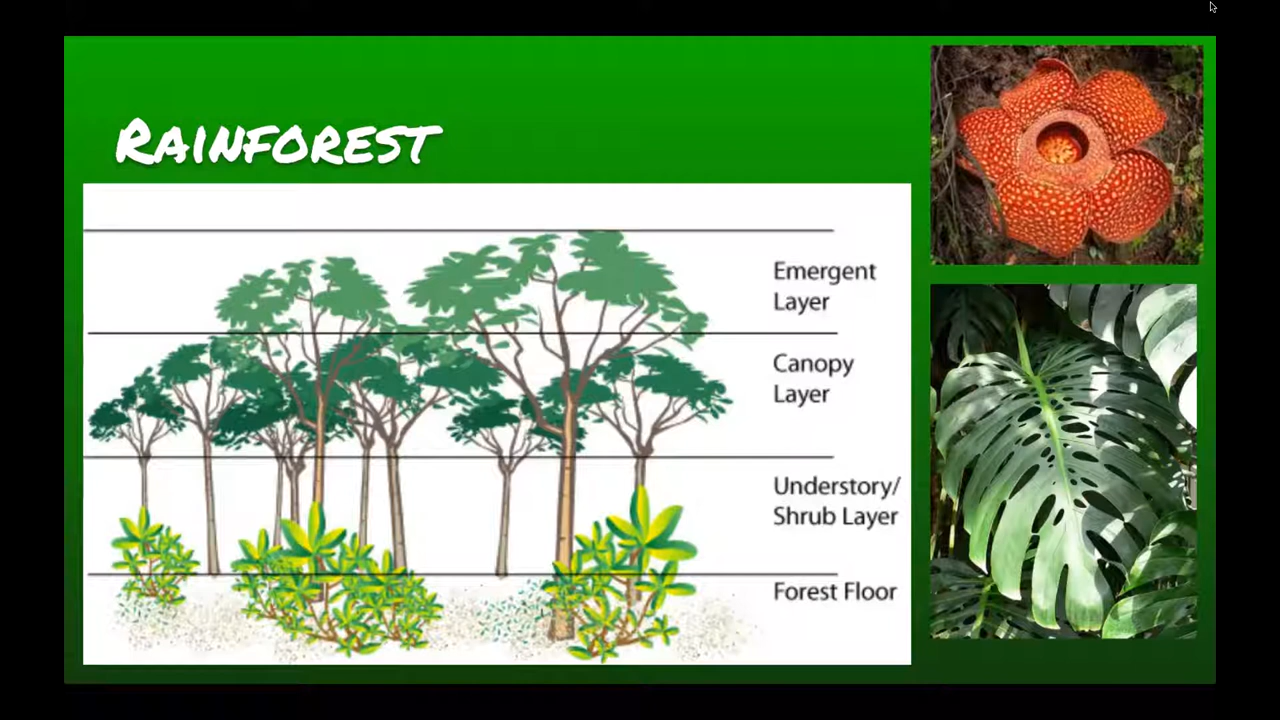 RAINFOREST
Emergent
Layer
Canopy
Layer
Understory/
Shrub Layer
Forest Floor